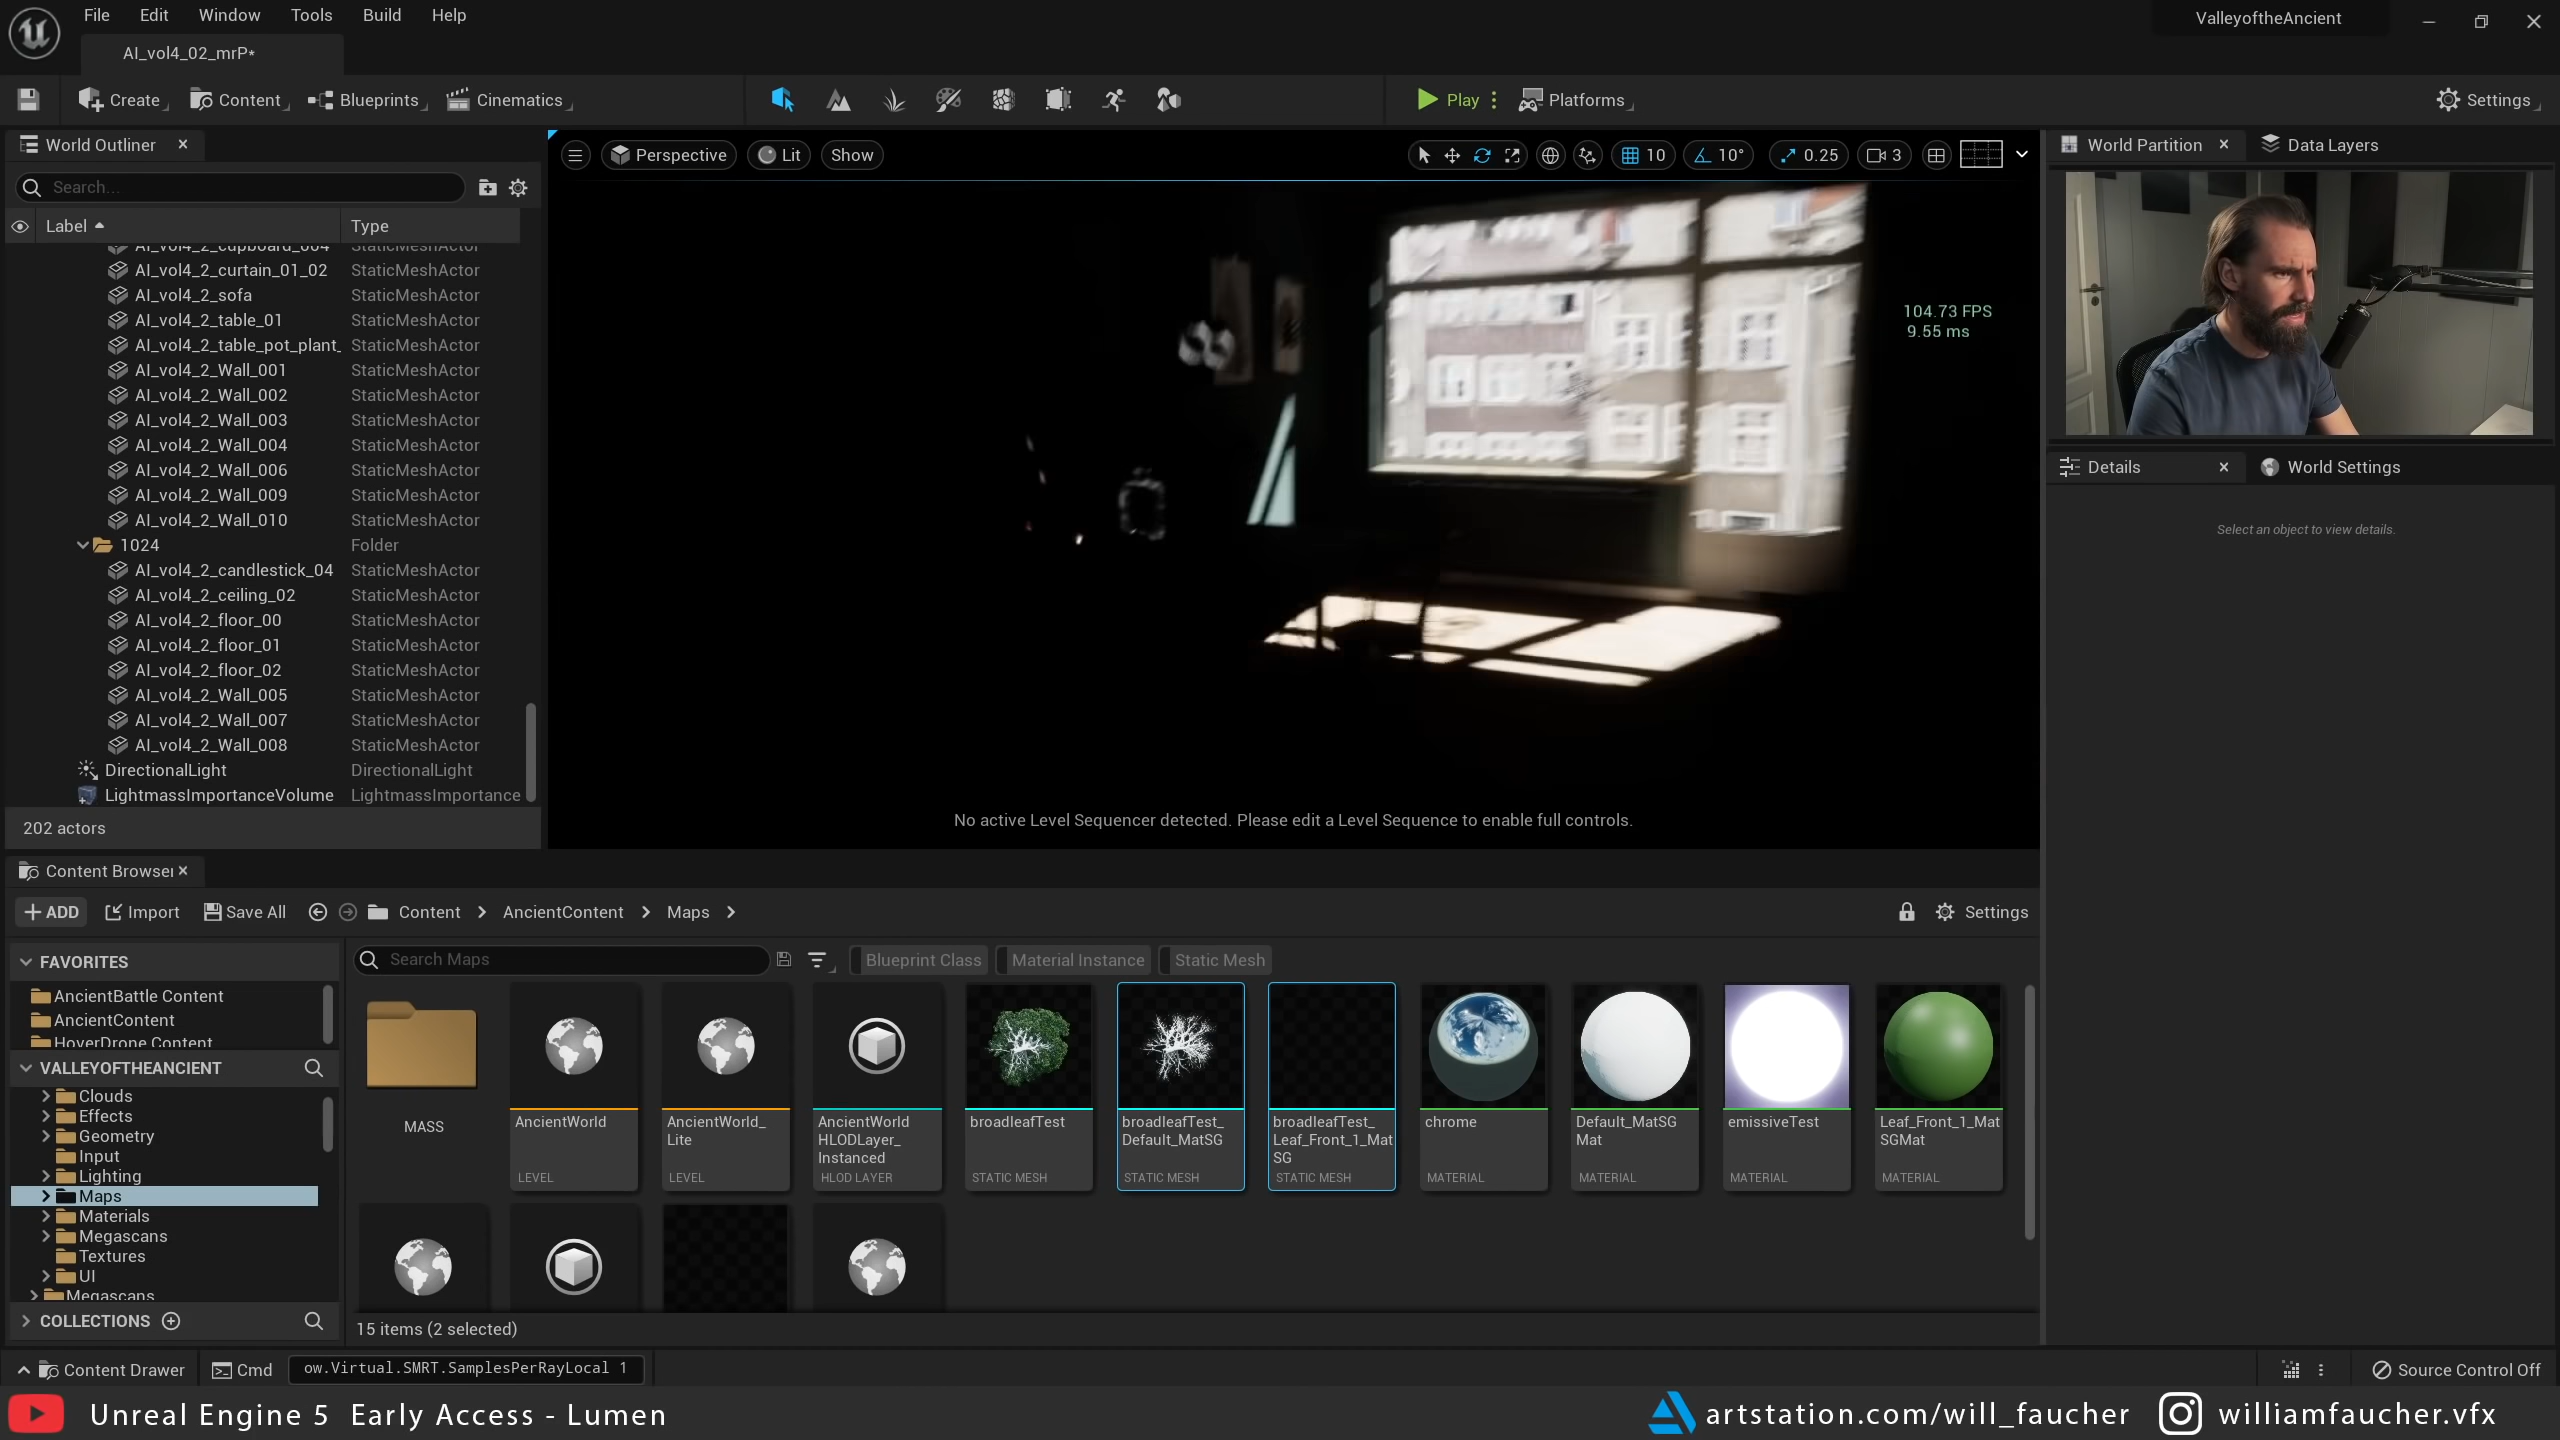 File Edit Window Tools Build Help
ValleyoftheAncient
AI_vol4_02_mrP*
Create Content Blueprints Cinematics Play Platforms Settings
World Outliner
Search...
Label Type
AI_vol4_2_cupboard_004 StaticMeshActor
AI_vol4_2_curtain_01_02 StaticMeshActor
AI_vol4_2_sofa StaticMeshActor
AI_vol4_2_table_01 StaticMeshActor
AI_vol4_2_table_pot_plant_ StaticMeshActor
AI_vol4_2_Wall_001 StaticMeshActor
AI_vol4_2_Wall_002 StaticMeshActor
AI_vol4_2_Wall_003 StaticMeshActor
AI_vol4_2_Wall_004 StaticMeshActor
AI_vol4_2_Wall_006 StaticMeshActor
AI_vol4_2_Wall_009 StaticMeshActor
AI_vol4_2_Wall_010 StaticMeshActor
1024 Folder
AI_vol4_2_candlestick_04 StaticMeshActor
AI_vol4_2_ceiling_02 StaticMeshActor
AI_vol4_2_floor_00 StaticMeshActor
AI_vol4_2_floor_01 StaticMeshActor
AI_vol4_2_floor_02 StaticMeshActor
AI_vol4_2_Wall_005 StaticMeshActor
AI_vol4_2_Wall_007 StaticMeshActor
AI_vol4_2_Wall_008 StaticMeshActor
DirectionalLight DirectionalLight
LightmassImportanceVolume LightmassImportance
202 actors
Perspective Lit Show
10 10° 0.25 3
104.73 FPS
9.55 ms
No active Level Sequencer detected. Please edit a Level Sequence to enable full controls.
World Partition Data Layers
Details World Settings
Select an object to view details.
Content Browser
ADD Import Save All Content AncientContent Maps Settings
FAVORITES
AncientBattle Content
AncientContent
HoverDrone Content
VALLEYOFTHEANCIENT
Clouds
Effects
Geometry
Input
Lighting
Maps
Materials
Megascans
Textures
UI
Megascans
COLLECTIONS
Search Maps Blueprint Class Material Instance Static Mesh
MASS
AncientWorld
LEVEL
AncientWorld_
Lite
LEVEL
AncientWorld
HLODLayer_
Instanced
HLOD LAYER
broadleafTest
STATIC MESH
broadleafTest_
Default_MatSG
STATIC MESH
broadleafTest_
Leaf_Front_1_Mat
SG
STATIC MESH
chrome
MATERIAL
Default_MatSG
Mat
MATERIAL
emissiveTest
MATERIAL
Leaf_Front_1_Mat
SGMat
MATERIAL
15 items (2 selected)
Content Drawer Cmd ow.Virtual.SMRT.SamplesPerRayLocal 1 Source Control Off
Unreal Engine 5 Early Access - Lumen
artstation.com/will_faucher williamfaucher.vfx